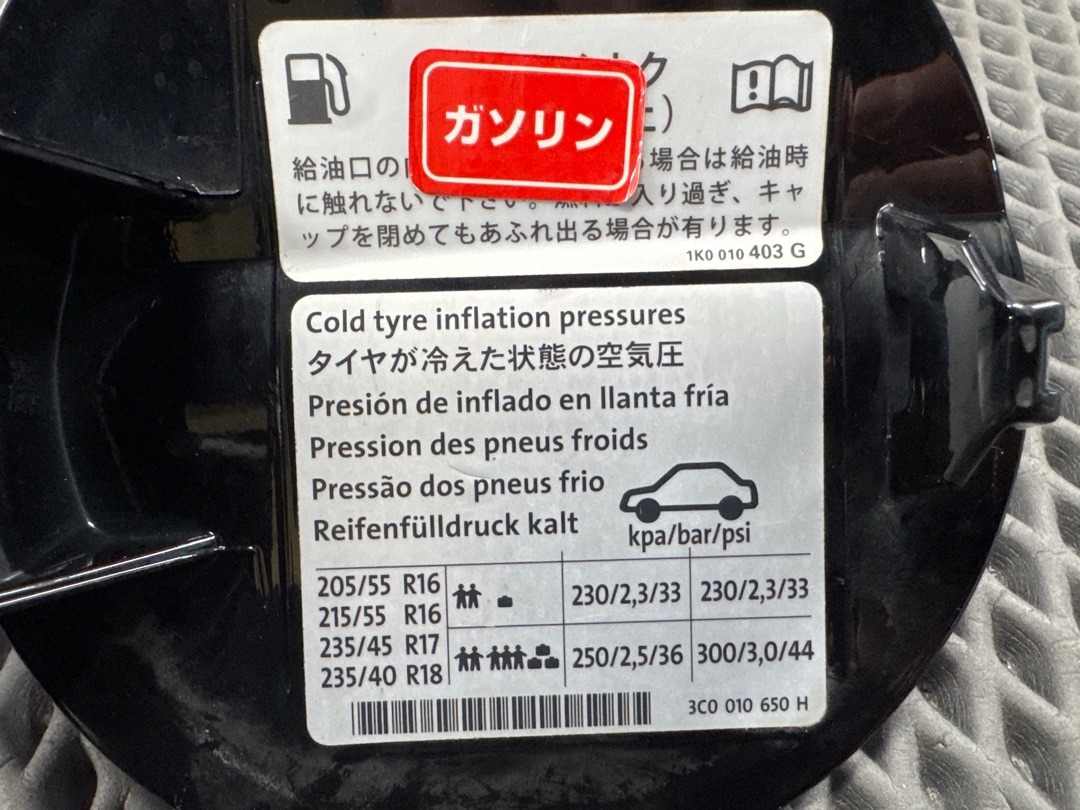 ガソリン
ク
給油口の 場合は給油時
に触れないで下さい。 入り過ぎ、キャ
ップを閉めてもあふれ出る場合が有ります。
1K0 010 403 G
Cold tyre inflation pressures
タイヤが冷えた状態の空気圧
Presión de inflado en llanta fría
Pression des pneus froids
Pressão dos pneus frio
Reifenfülldruck kalt
kpa/bar/psi
205/55 R16
215/55 R16
235/45 R17
235/40 R18
230/2,3/33 230/2,3/33
250/2,5/36 300/3,0/44
3C0 010 650 H